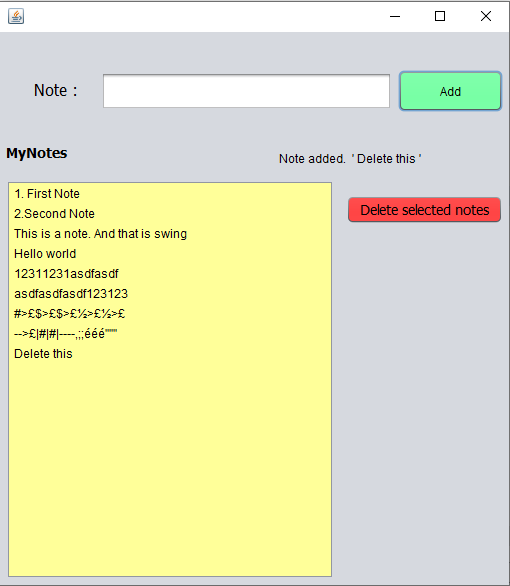 Note :
Add
MyNotes
Note added. ' Delete this '
1. First Note
2.Second Note
This is a note. And that is swing
Hello world
12311231asdfasdf
asdfasdfasdf123123
#>£$>£$>£½>£½>£
-->£|#|#|----,;;ééé"""
Delete this
Delete selected notes